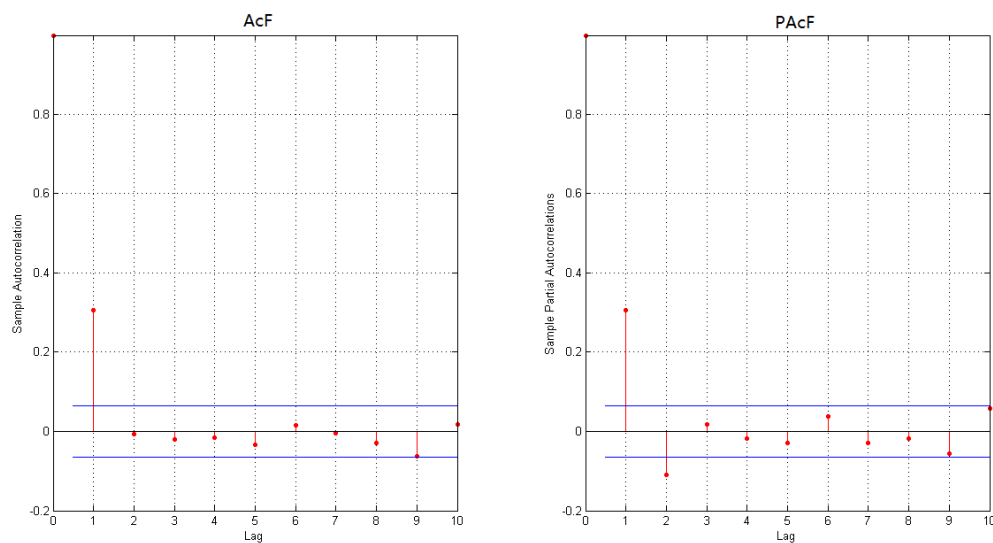 AcF
Sample Autocorrelation
0.8
0.6
0.4
0.2
0
-0.2
0 1 2 3 4 5 6 7 8 9 10
Lag
PAcF
Sample Partial Autocorrelations
0.8
0.6
0.4
0.2
0
-0.2
0 1 2 3 4 5 6 7 8 9 10
Lag